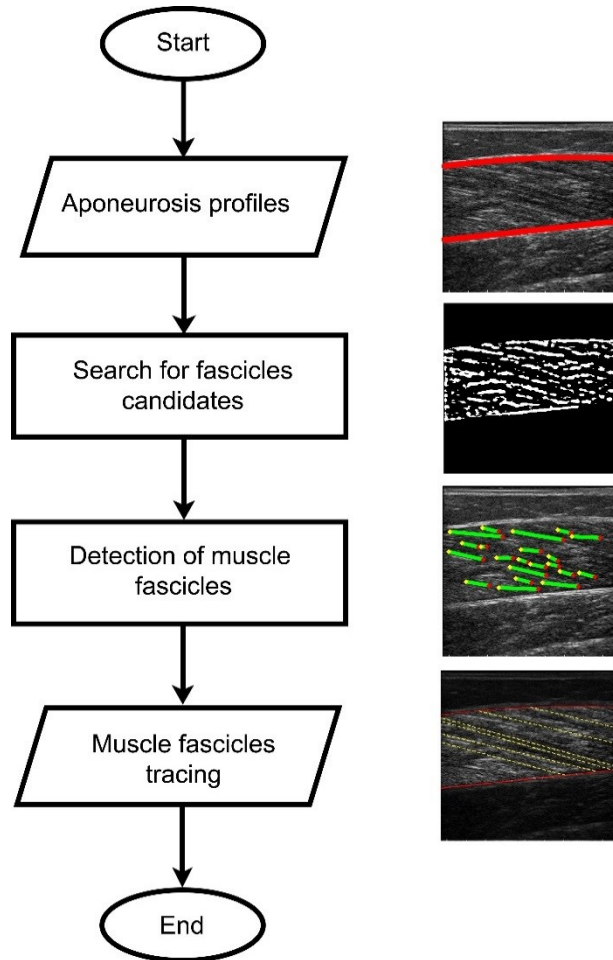 Start
Aponeurosis profiles
Search for fascicles
candidates
Detection of muscle
fascicles
Muscle fascicles
tracing
End